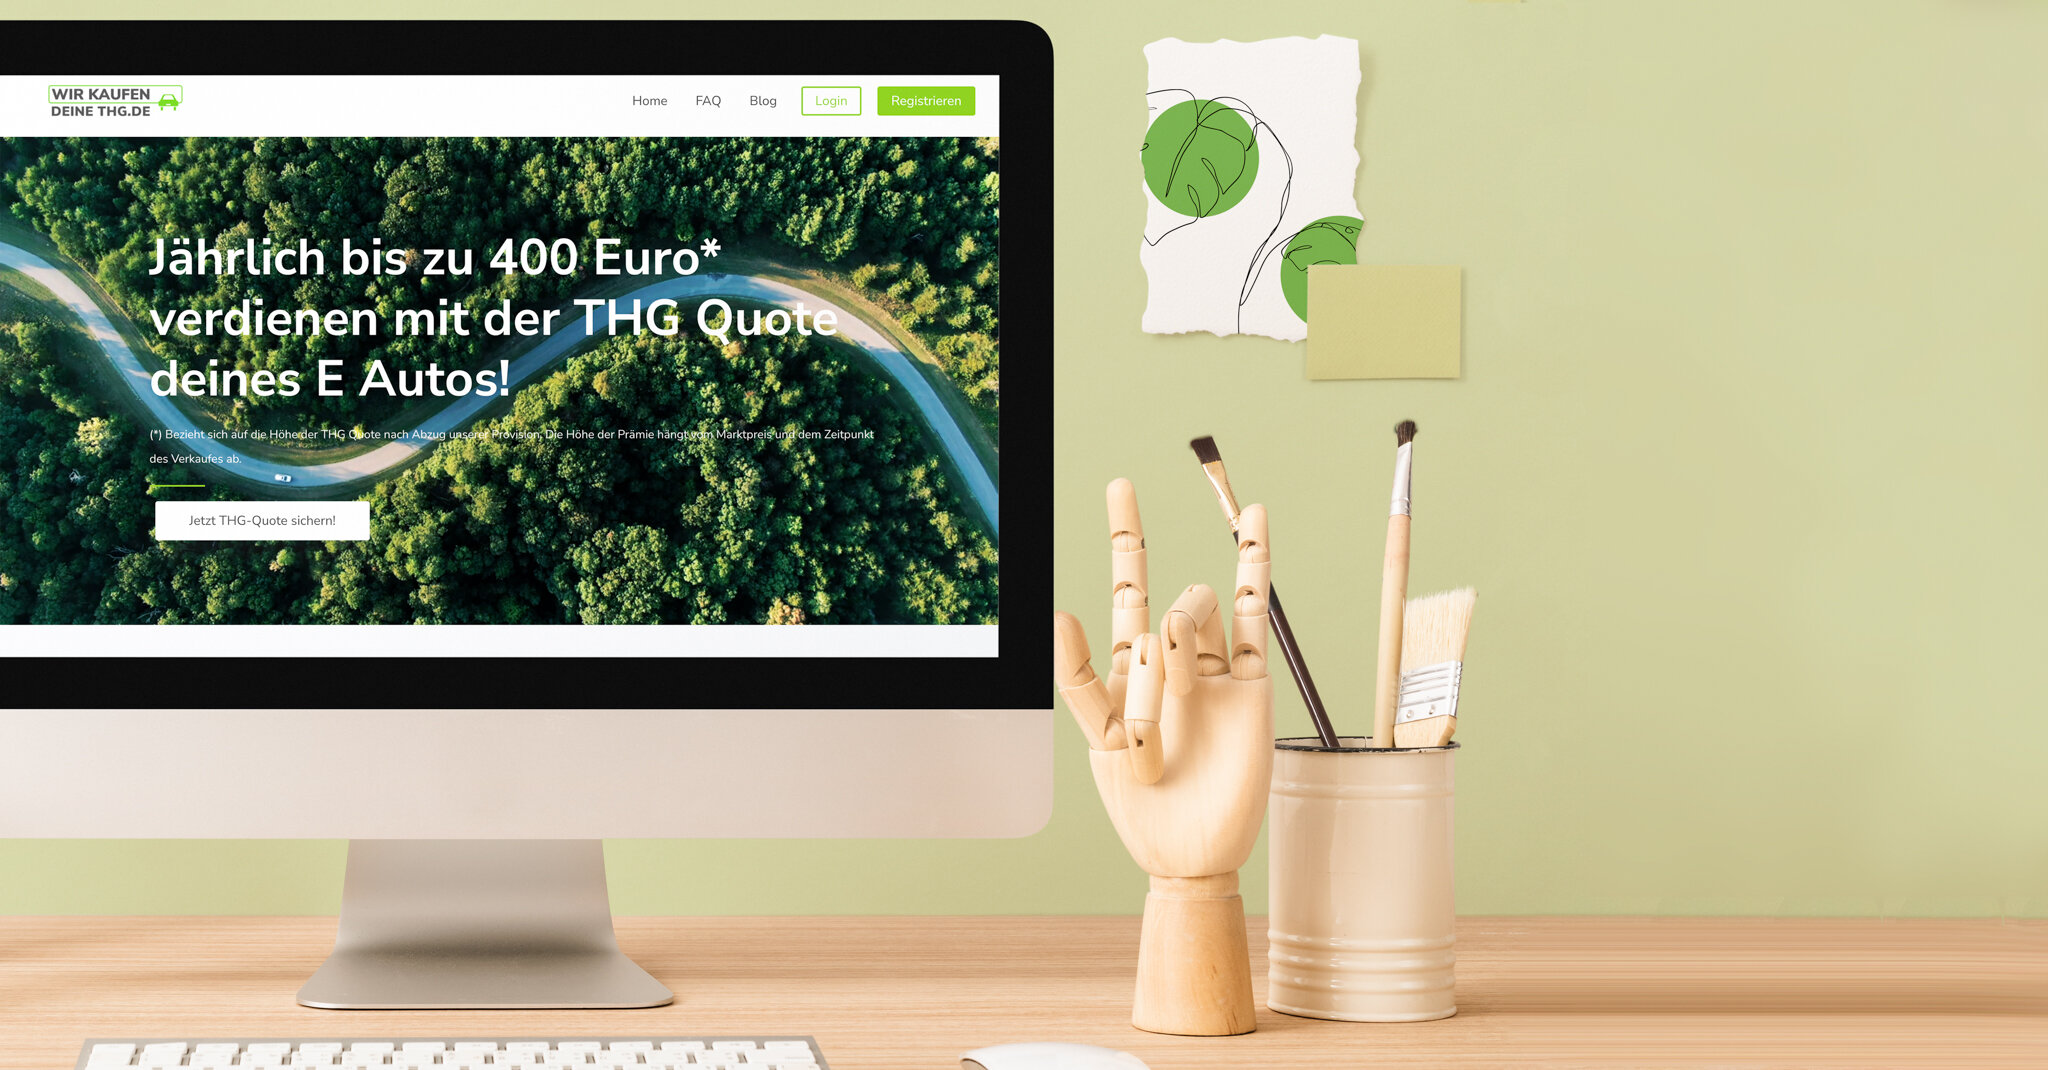 WIR KAUFEN
DEINE THG.DE
Home FAQ Blog Login Registrieren
Jährlich bis zu 400 Euro*
verdienen mit der THG Quote
deines E Autos!
(*) Bezieht sich auf die Höhe der THG Quote nach Abzug unserer Provision. Die Höhe der Prämie hängt vom Marktpreis und dem Zeitpunkt
des Verkaufes ab.
Jetzt THG-Quote sichern!